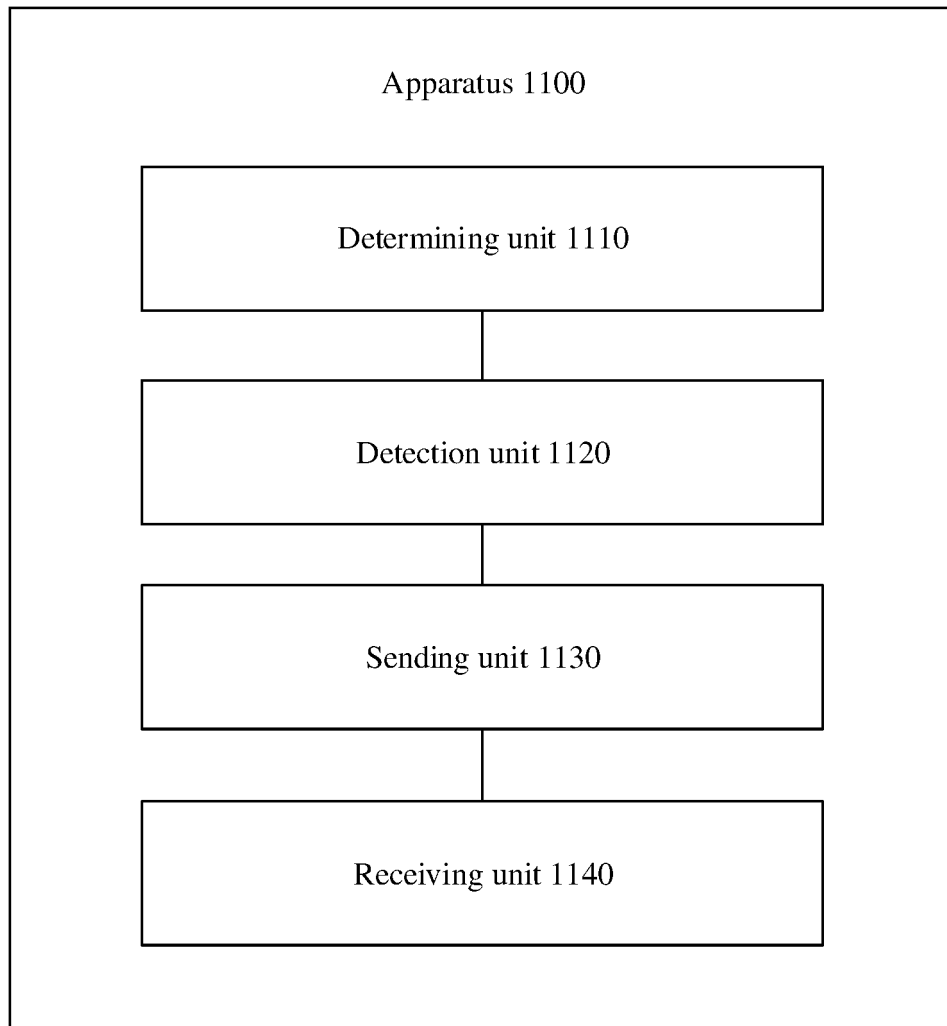 Apparatus 1100
Determining unit 1110
Detection unit 1120
Sending unit 1130
Receiving unit 1140